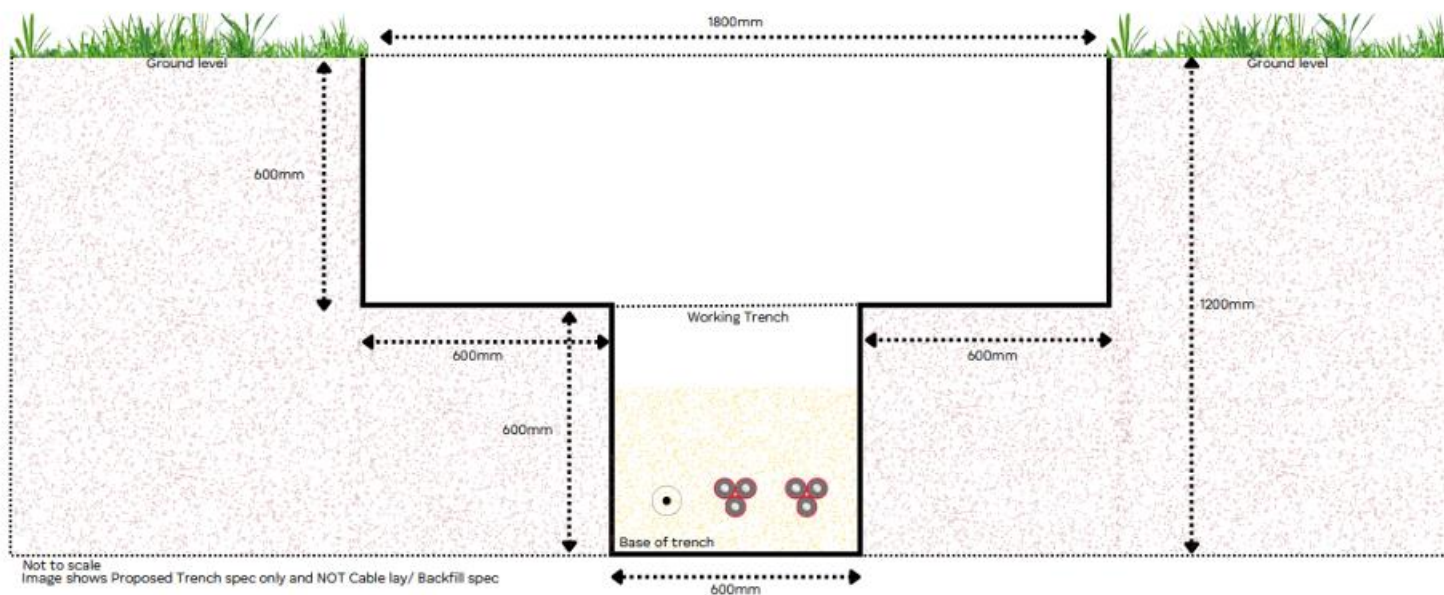 1800mm
Ground level
Ground level
600mm
1200mm
Working Trench
600mm
600mm
600mm
Base of trench
Not to scale
Image shows Proposed Trench spec only and NOT Cable lay/ Backfill spec
600mm